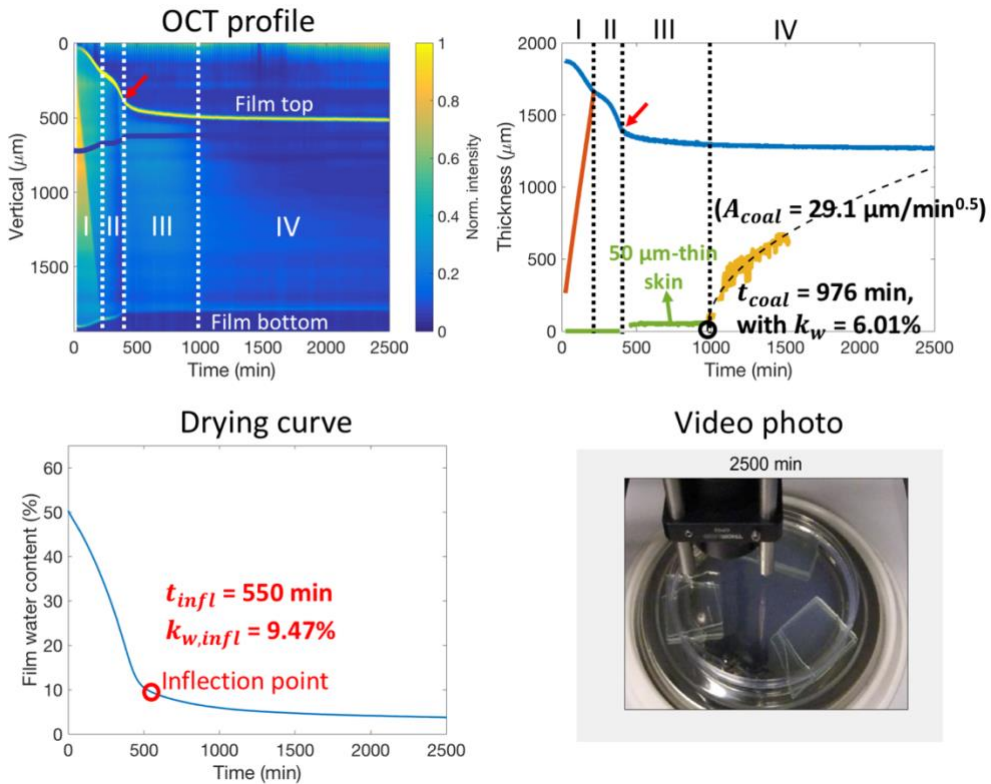 OCT profile
0
500
1000
1500
Vertical (μm)
Film top
I
II
III
IV
Film bottom
0 500 1000 1500 2000 2500
Time (min)
1
0.8
0.6
0.4
0.2
0
Norm. intensity
I II III IV
2000
1500
1000
500
0
Thickness (μm)
(A_coal = 29.1 μm/min^0.5)
50 μm-thin
skin
t_coal = 976 min,
with k_w = 6.01%
0 500 1000 1500 2000 2500
Time (min)
Drying curve
60
50
40
30
20
10
0
Film water content (%)
t_infl = 550 min
k_w,infl = 9.47%
Inflection point
0 500 1000 1500 2000 2500
Time (min)
Video photo
2500 min